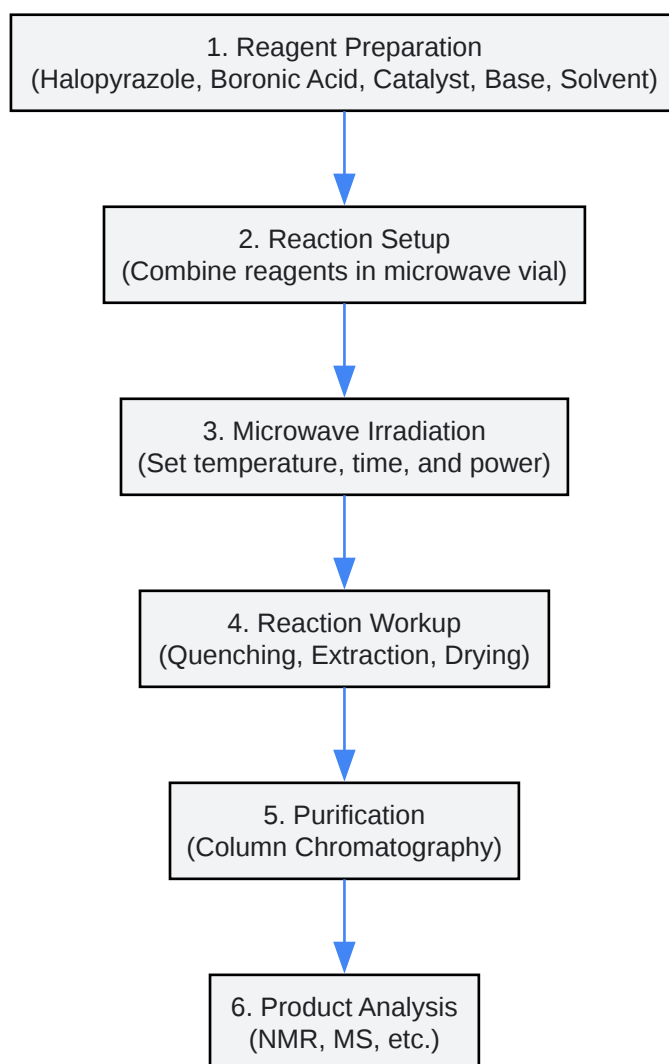 1. Reagent Preparation
(Halopyrazole, Boronic Acid, Catalyst, Base, Solvent)
2. Reaction Setup
(Combine reagents in microwave vial)
3. Microwave Irradiation
(Set temperature, time, and power)
4. Reaction Workup
(Quenching, Extraction, Drying)
5. Purification
(Column Chromatography)
6. Product Analysis
(NMR, MS, etc.)